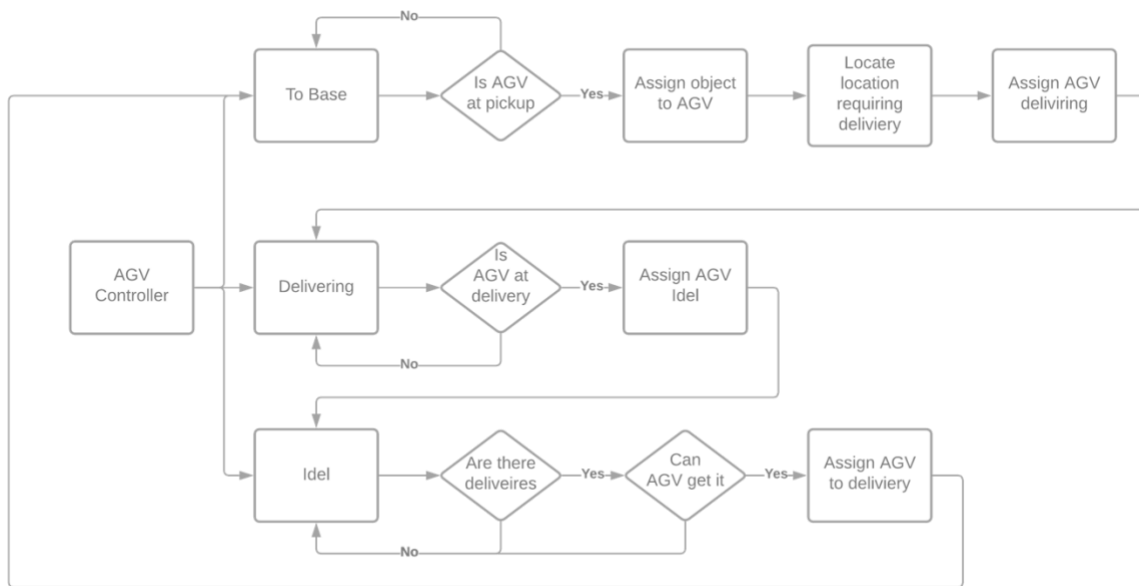 No
To Base
Is AGV
at pickup
Yes
Assign object
to AGV
Locate
location
requiring
deliviery
Assign AGV
deliviring
AGV
Controller
Delivering
Is
AGV at
delivery
Yes
Assign AGV
Idel
No
Idel
Are there
deliveires
Yes
Can
AGV get it
Yes
Assign AGV
to deliviery
No